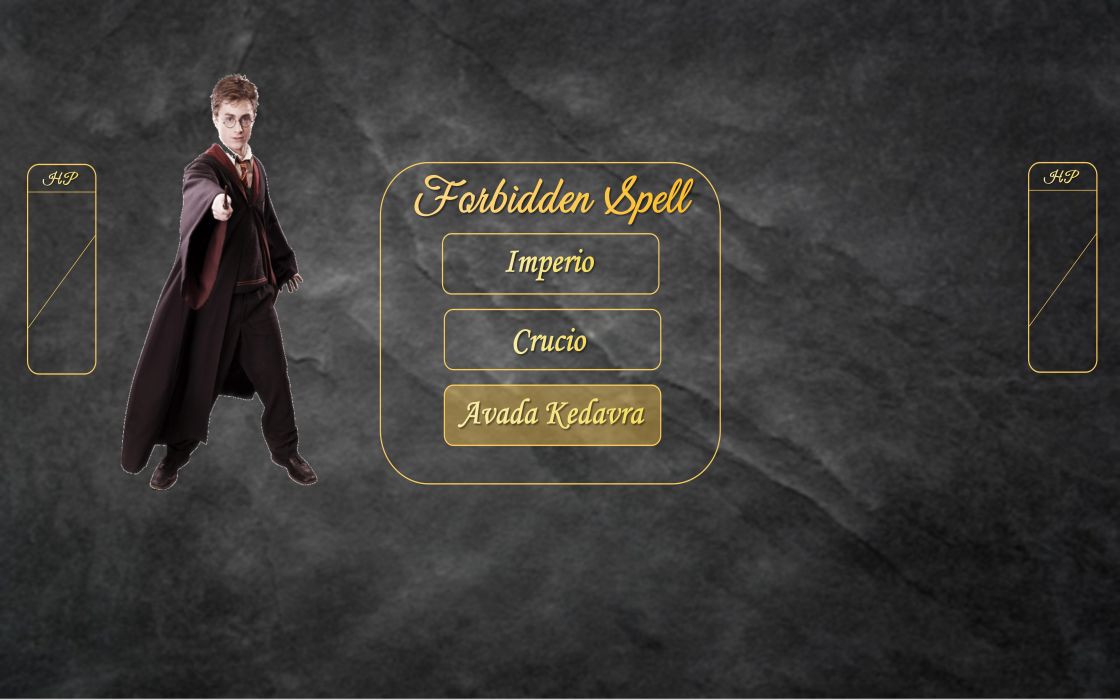 HP
Forbidden Spell
Imperio
Crucio
Avada Kedavra
HP